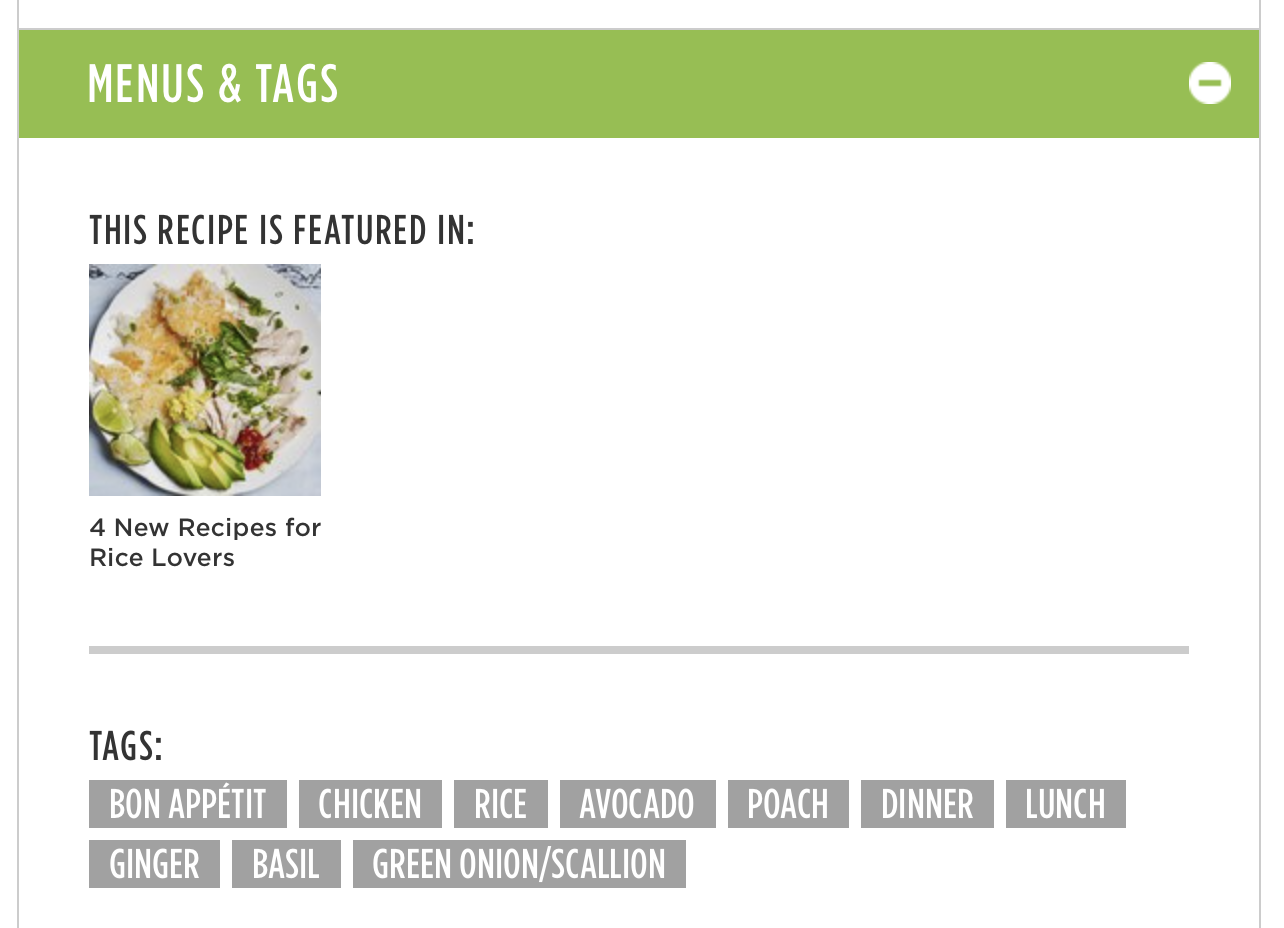 MENUS & TAGS
THIS RECIPE IS FEATURED IN:
4 New Recipes for
Rice Lovers
TAGS:
BON APPÉTIT CHICKEN RICE AVOCADO POACH DINNER LUNCH
GINGER BASIL GREEN ONION/SCALLION